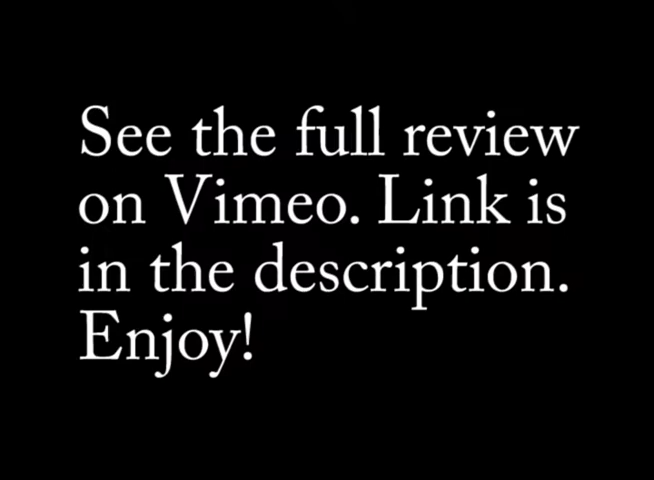 See the full review
on Vimeo. Link is
in the description.
Enjoy!